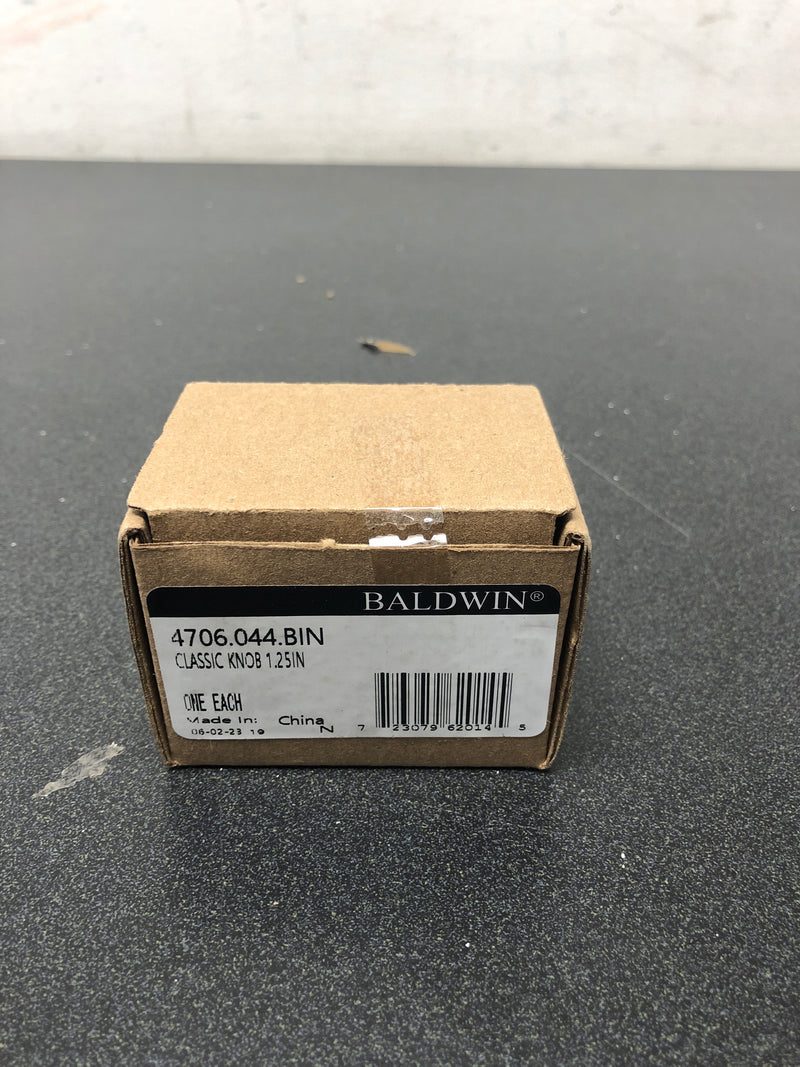 BALDWIN®
4706.044.BIN
CLASSIC KNOB 1.25IN
ONE EACH
Made In: China
06-02-23 19 N
7 23079 62014 5